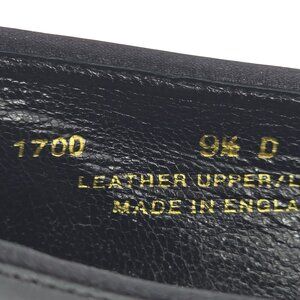 1700 9½ D
LEATHER UPPER/L
MADE IN ENGLA